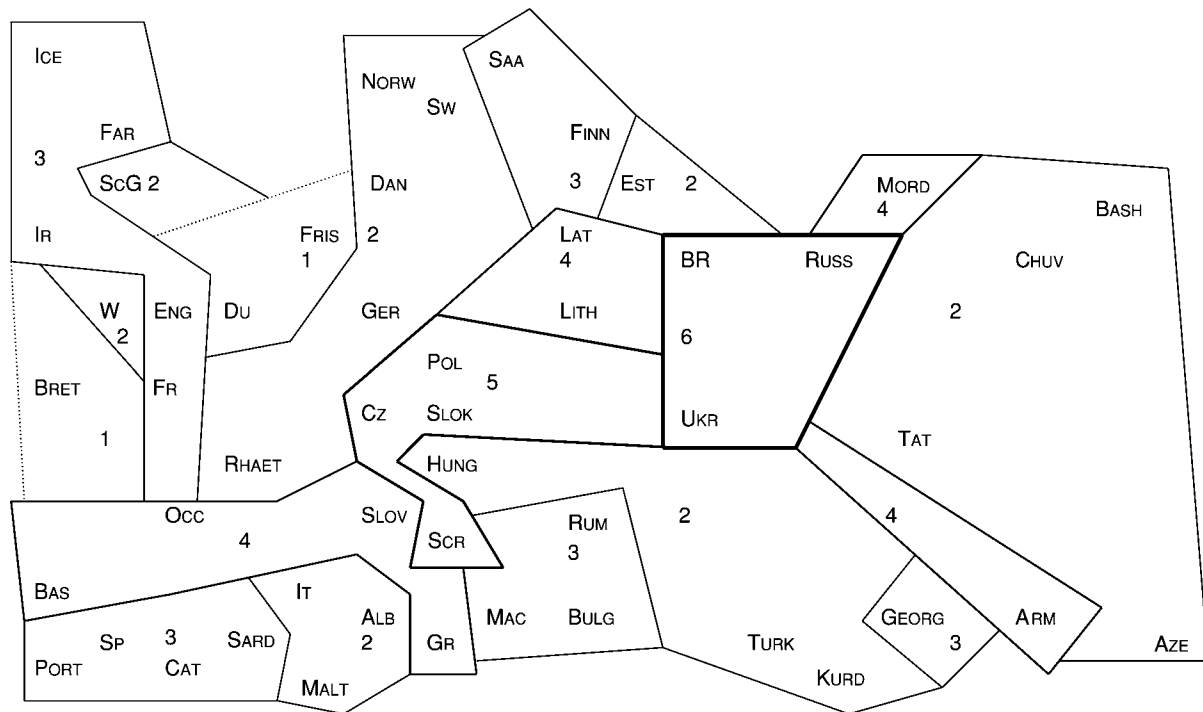 ICE
SAA
NORW
SW
FAR
FINN
3
SCG 2
3
EST 2
MORD
4
DAN
BASH
IR
FRIS
1
2
LAT
4
BR
RUSS
CHUV
W
2
ENG
DU
GER
LITH
6
2
BRET
FR
POL
5
CZ
SLOK
UKR
1
TAT
RHAET
HUNG
OCC
SLOV
RUM
3
2
4
4
SCR
BAS
IT
SP
3
SARD
ALB
2
GR
MAC
BULG
GEORG
3
ARM
PORT
CAT
TURK
AZE
MALT
KURD